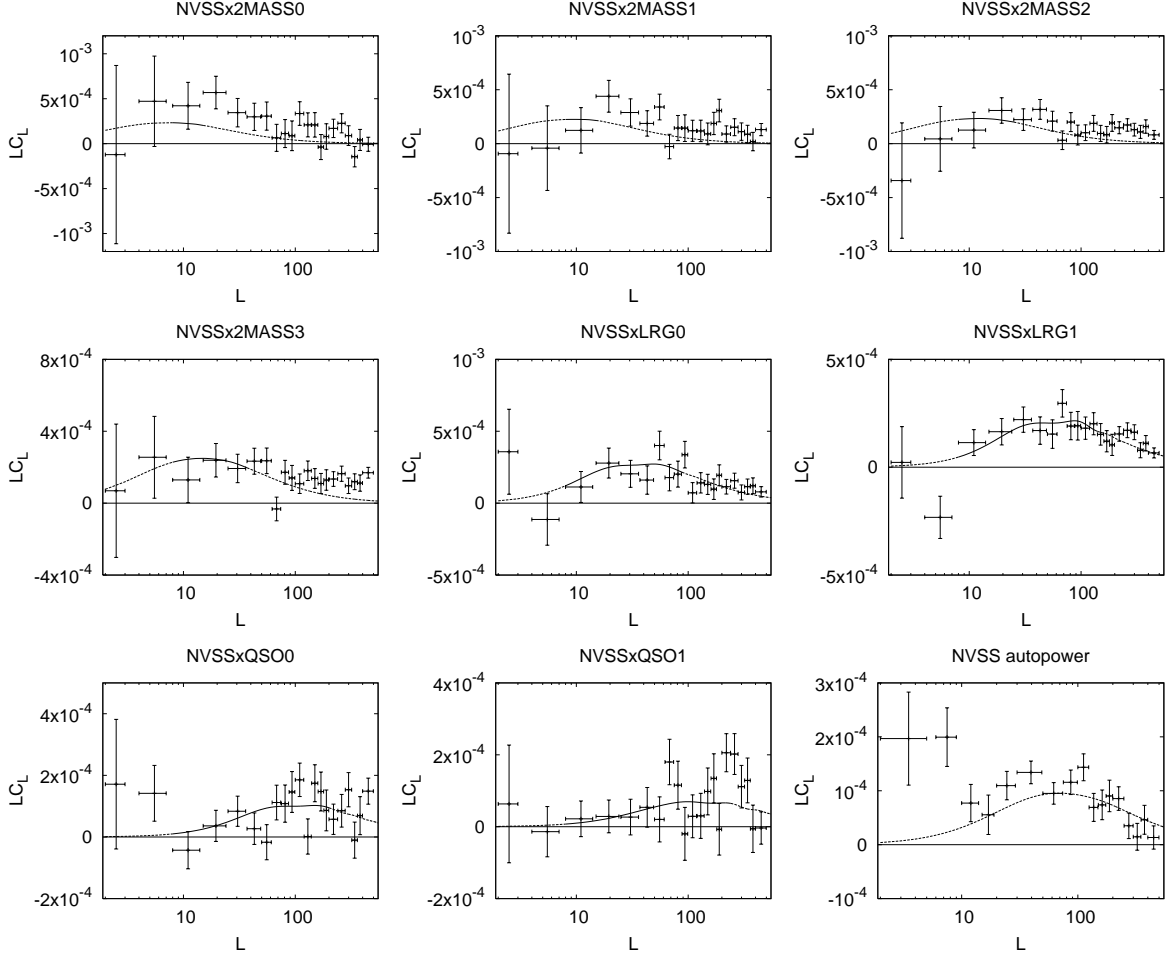 NVSSx2MASS0
10⁻³
5x10⁻⁴
0
-5x10⁻⁴
-10⁻³
10 100
LC_L
L
NVSSx2MASS1
10⁻³
5x10⁻⁴
0
-5x10⁻⁴
-10⁻³
10 100
LC_L
L
NVSSx2MASS2
10⁻³
5x10⁻⁴
0
-5x10⁻⁴
-10⁻³
10 100
LC_L
L
NVSSx2MASS3
8x10⁻⁴
4x10⁻⁴
0
-4x10⁻⁴
10 100
LC_L
L
NVSSxLRG0
10⁻³
5x10⁻⁴
0
-5x10⁻⁴
10 100
LC_L
L
NVSSxLRG1
5x10⁻⁴
0
-5x10⁻⁴
10 100
LC_L
L
NVSSxQSO0
4x10⁻⁴
2x10⁻⁴
0
-2x10⁻⁴
10 100
LC_L
L
NVSSxQSO1
4x10⁻⁴
2x10⁻⁴
0
-2x10⁻⁴
10 100
LC_L
L
NVSS autopower
3x10⁻⁴
2x10⁻⁴
10⁻⁴
0
-10⁻⁴
10 100
LC_L
L